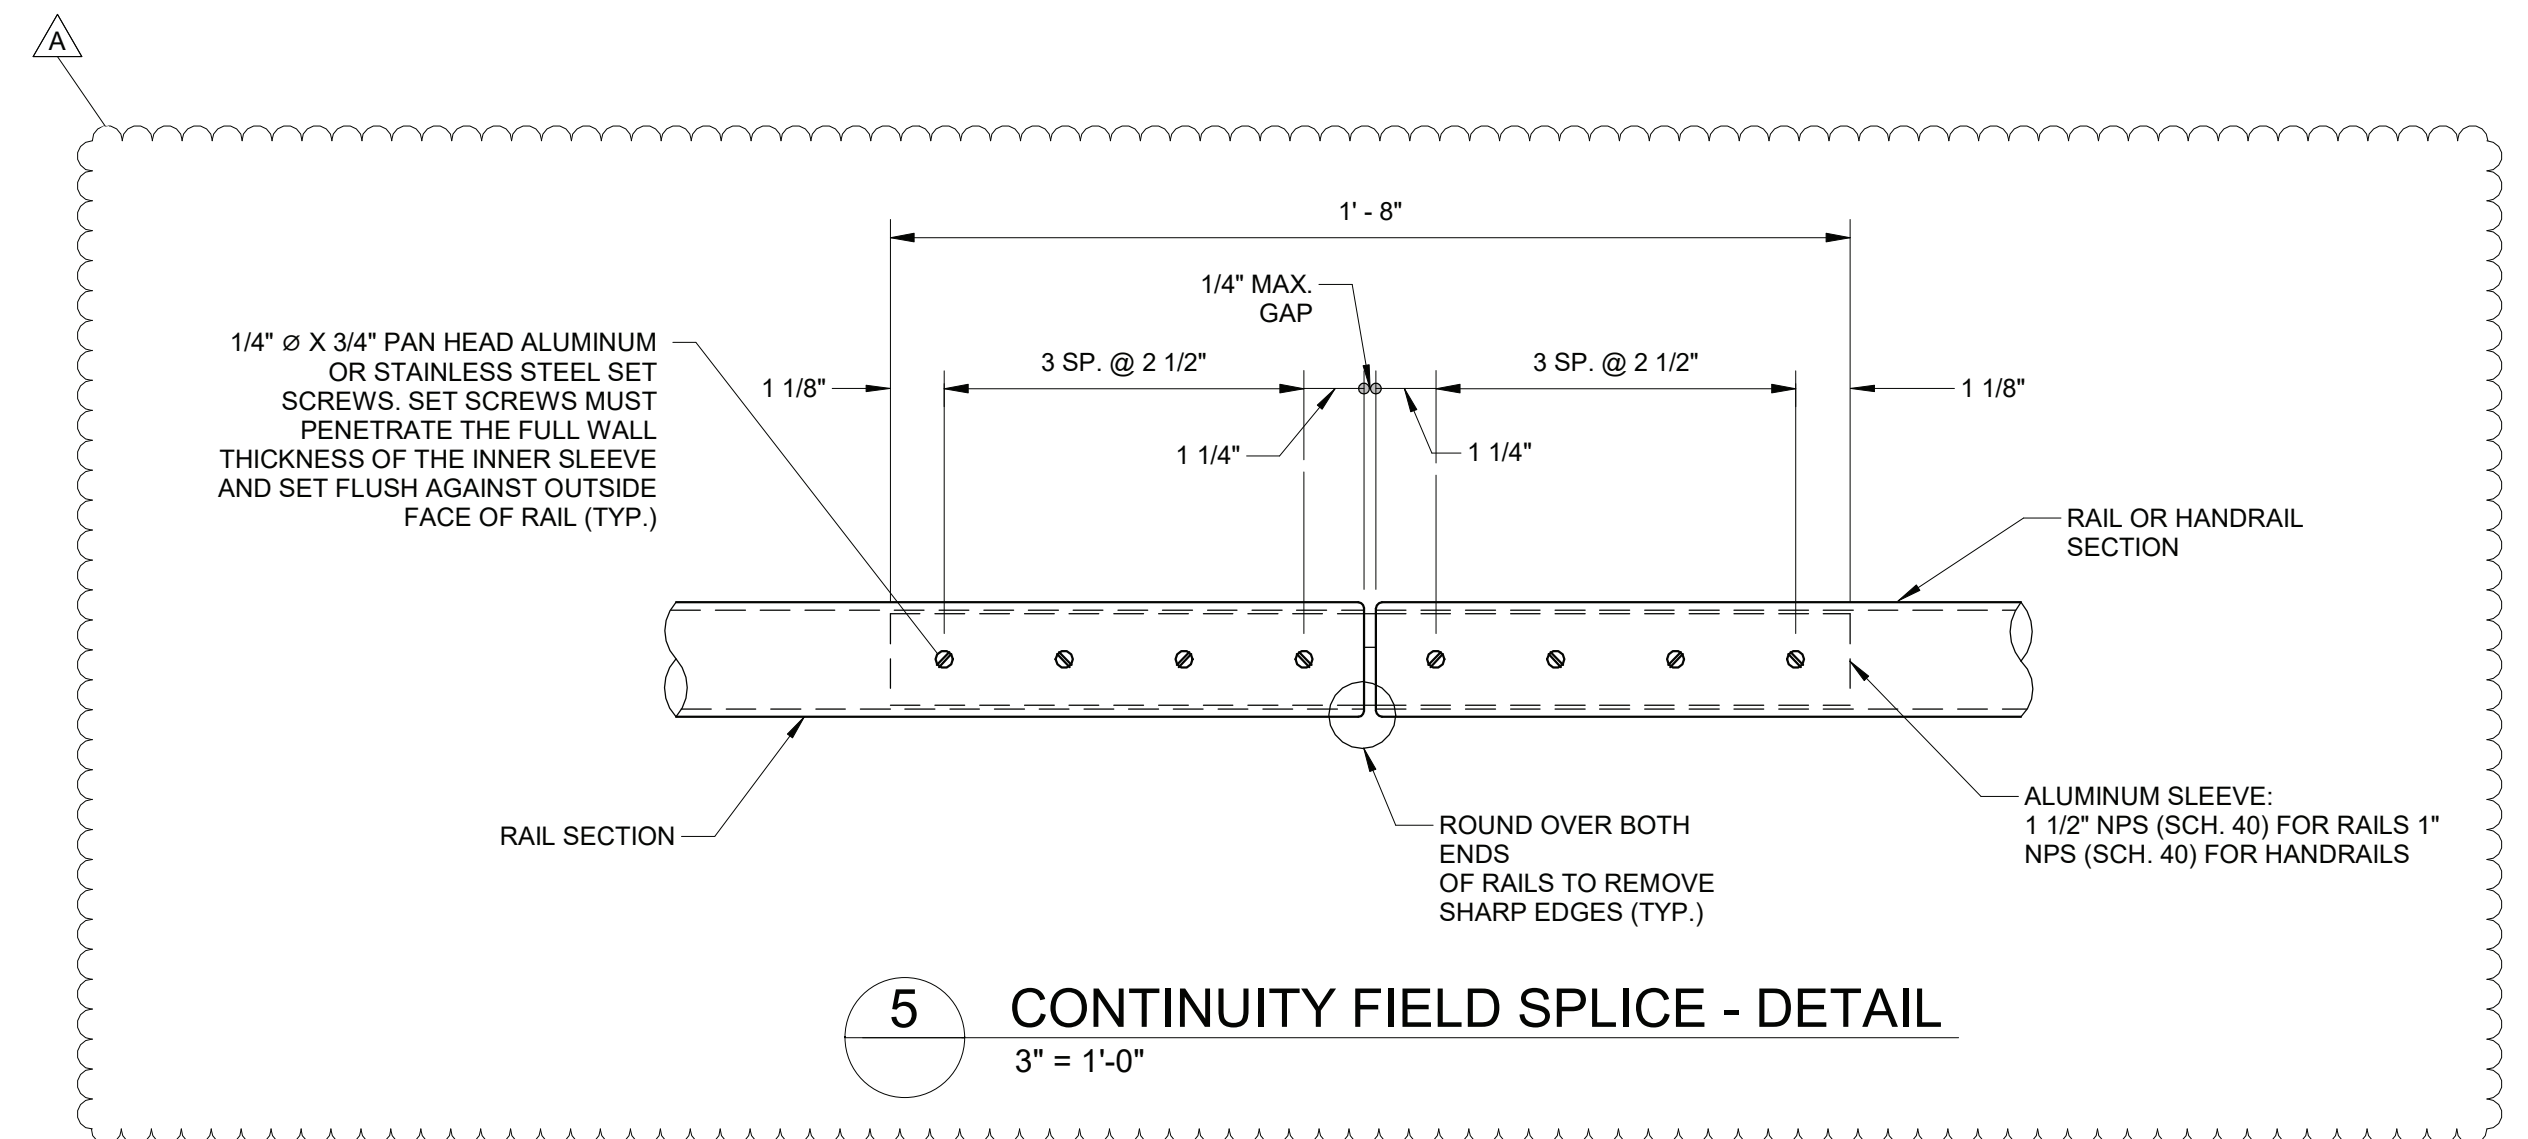 A
1' - 8"
1/4" MAX.
GAP
1/4" Ø X 3/4" PAN HEAD ALUMINUM
OR STAINLESS STEEL SET
SCREWS. SET SCREWS MUST
PENETRATE THE FULL WALL
THICKNESS OF THE INNER SLEEVE
AND SET FLUSH AGAINST OUTSIDE
FACE OF RAIL (TYP.)
1 1/8"
3 SP. @ 2 1/2"
3 SP. @ 2 1/2"
1 1/8"
1 1/4"
1 1/4"
RAIL OR HANDRAIL
SECTION
RAIL SECTION
ROUND OVER BOTH
ENDS
OF RAILS TO REMOVE
SHARP EDGES (TYP.)
ALUMINUM SLEEVE:
1 1/2" NPS (SCH. 40) FOR RAILS 1"
NPS (SCH. 40) FOR HANDRAILS
5
CONTINUITY FIELD SPLICE - DETAIL
3" = 1'-0"